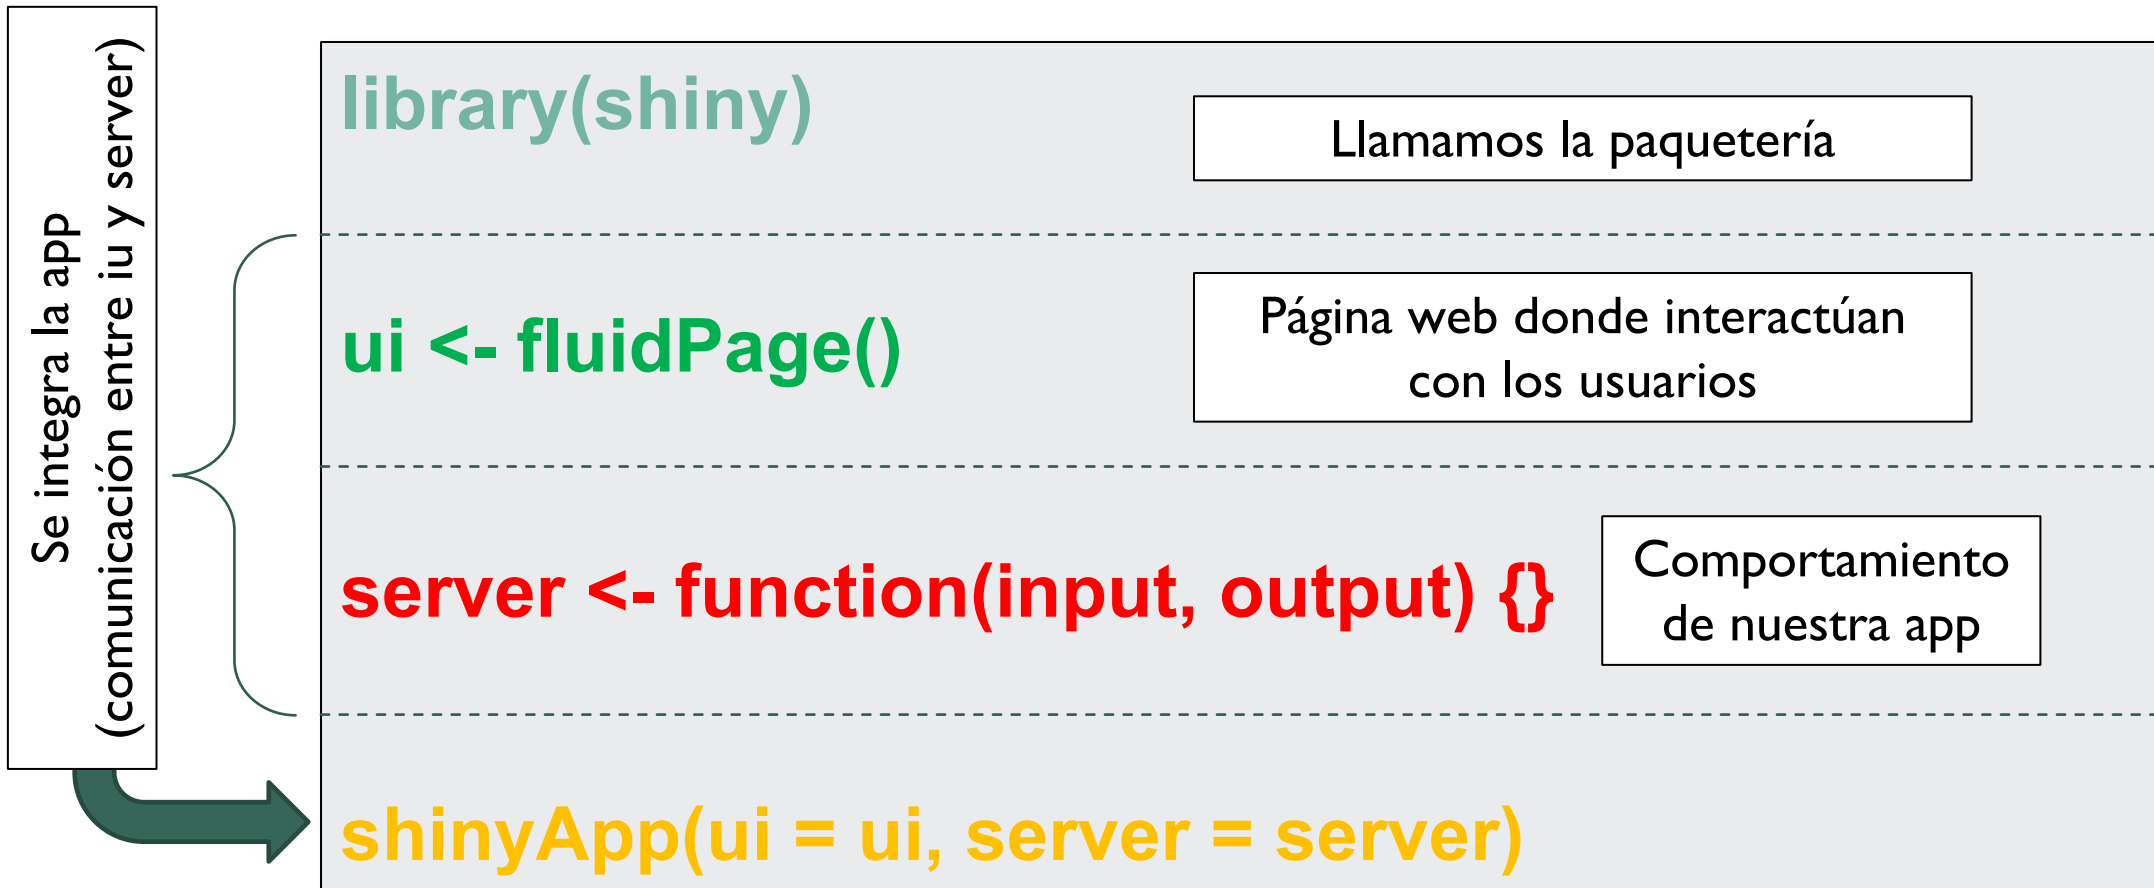 Se integra la app
(comunicación entre iu y server)
library(shiny)
Llamamos la paquetería
ui <- fluidPage()
Página web donde interactúan
con los usuarios
server <- function(input, output) {}
Comportamiento
de nuestra app
shinyApp(ui = ui, server = server)